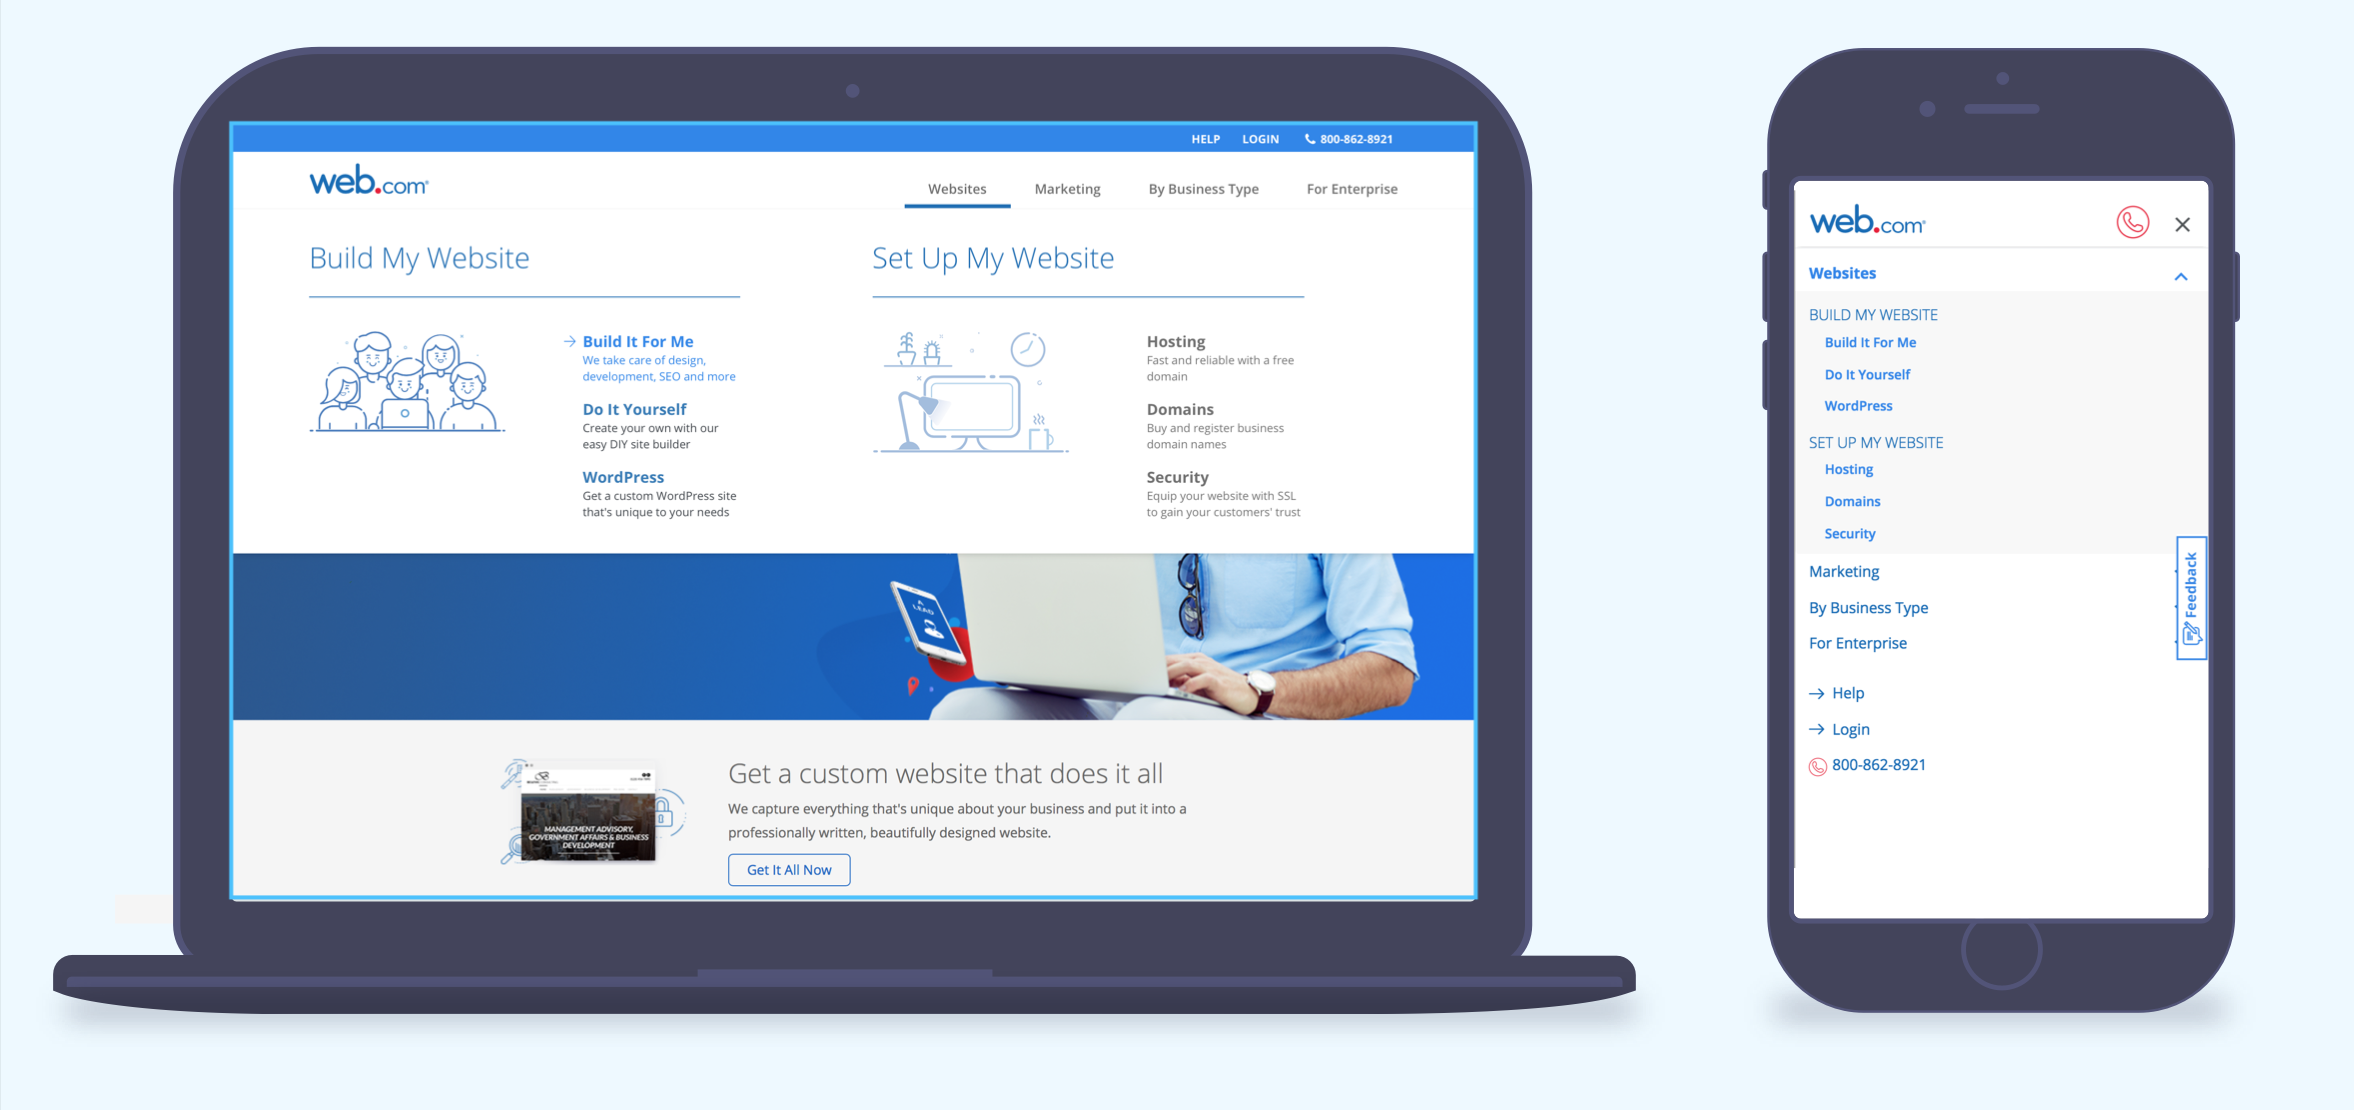 HELP LOGIN 800-862-8921
web.com
Websites Marketing By Business Type For Enterprise
Build My Website
Build It For Me
We take care of design,
development, SEO and more
Do It Yourself
Create your own with our
easy DIY site builder
WordPress
Get a custom WordPress site
that's unique to your needs
Set Up My Website
Hosting
Fast and reliable with a free
domain
Domains
Buy and register business
domain names
Security
Equip your website with SSL
to gain your customers' trust
A
LEAD
MANAGEMENT ADVISORY,
GOVERNMENT AFFAIRS & BUSINESS
DEVELOPMENT
Get a custom website that does it all
We capture everything that's unique about your business and put it into a
professionally written, beautifully designed website.
Get It All Now
web.com
Websites
BUILD MY WEBSITE
Build It For Me
Do It Yourself
WordPress
SET UP MY WEBSITE
Hosting
Domains
Security
Marketing
By Business Type
For Enterprise
Feedback
Help
Login
800-862-8921